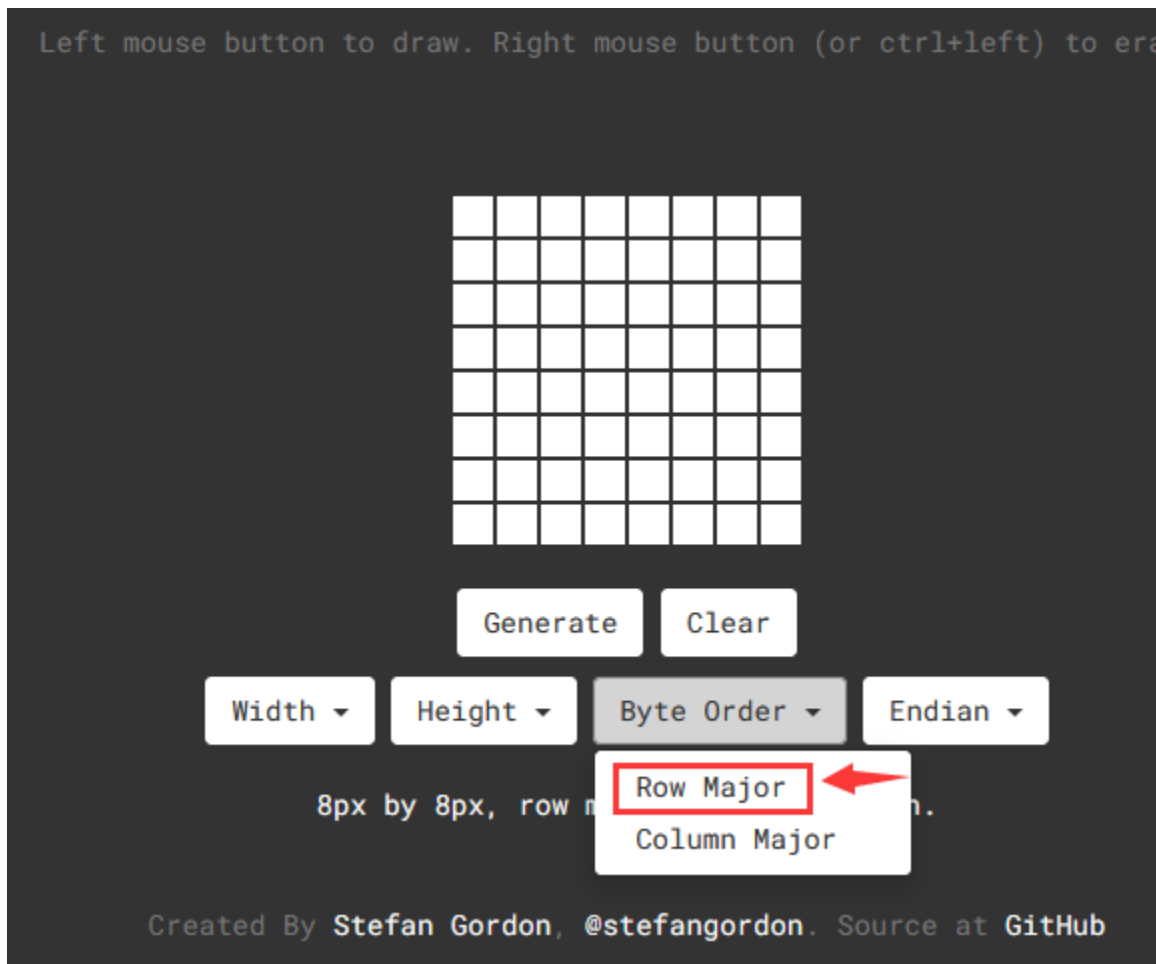 Left mouse button to draw. Right mouse button (or ctrl+left) to
Generate Clear
Width Height Byte Order Endian
Row Major
8px by 8px, row
Column Major
Created By Stefan Gordon, @stefangordon. Source at GitHub